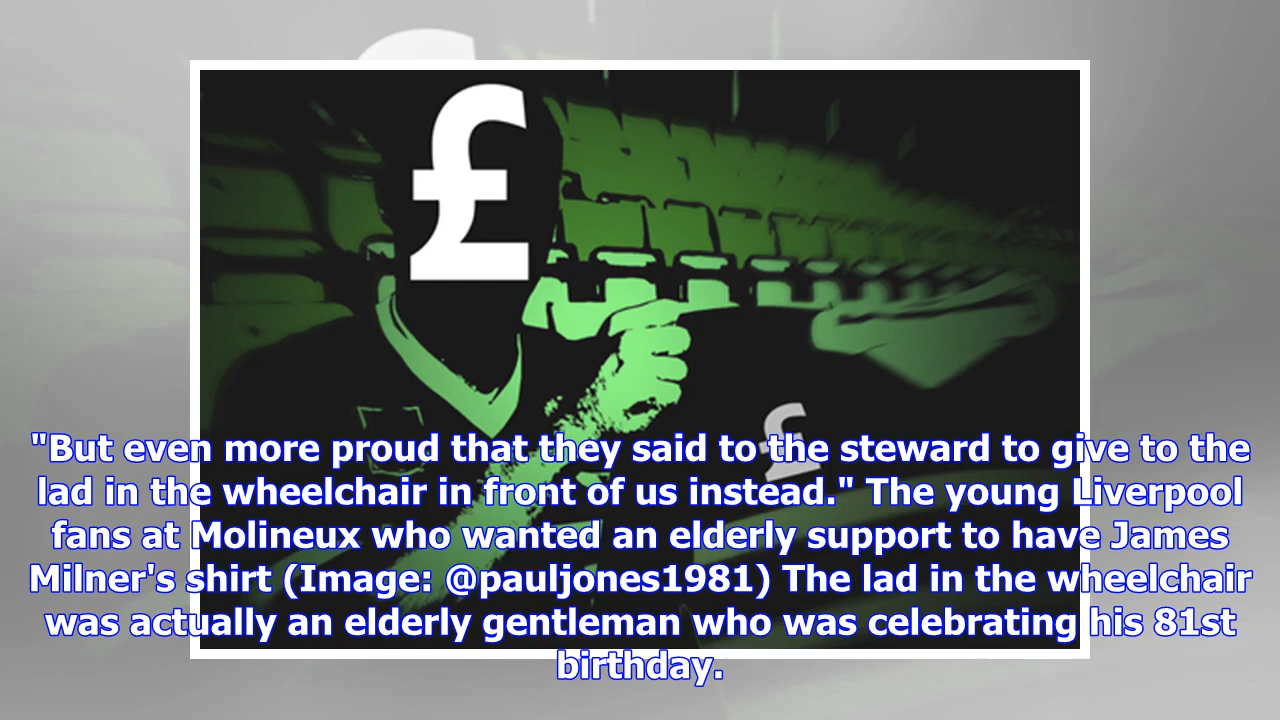 £
£
"But even more proud that they said to the steward to give to the
lad in the wheelchair in front of us instead." The young Liverpool
fans at Molineux who wanted an elderly support to have James
Milner's shirt (Image: @pauljones1981) The lad in the wheelchair
was actually an elderly gentleman who was celebrating his 81st
birthday.